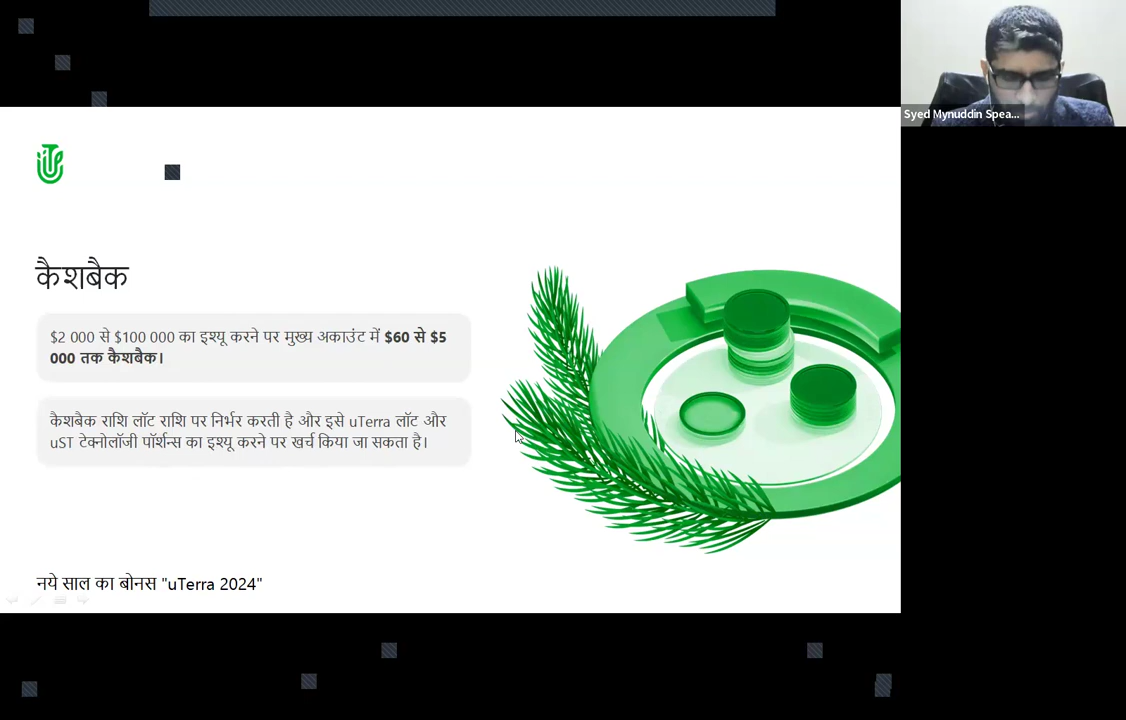 Syed Mynuddin Spea...
कैशबैक
$2 000 से $100 000 का इश्यू करने पर मुख्य अकाउंट में $60 से $5
000 तक कैशबैक।
कैशबैक राशि लॉट राशि पर निर्भर करती है और इसे uTerra लॉट और
uST टेक्नोलॉजी पॉर्शन्स का इश्यू करने पर खर्च किया जा सकता है।
नये साल का बोनस "uTerra 2024"